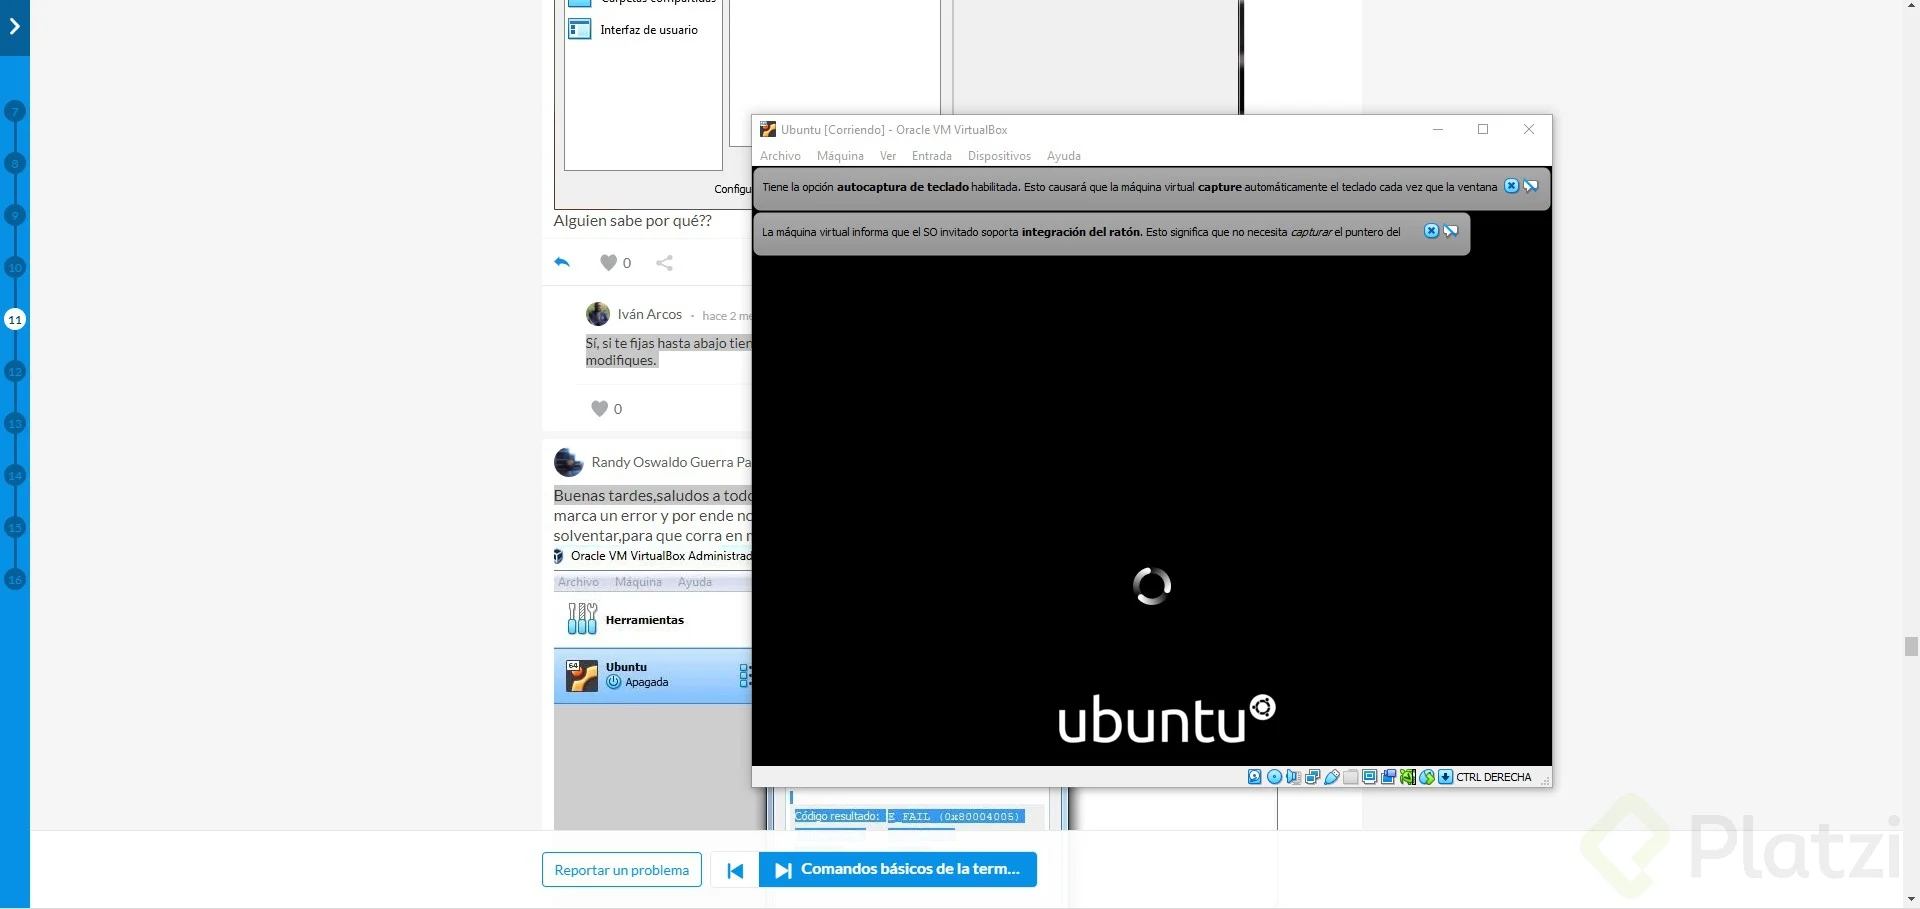 Carpetas compartidas
Interfaz de usuario
Configu
Alguien sabe por qué??
0
Iván Arcos · hace 2 me
Sí, si te fijas hasta abajo tien
modifiques.
0
Randy Oswaldo Guerra Pa
Buenas tardes,saludos a todo
marca un error y por ende no
solventar,para que corra en m
Oracle VM VirtualBox Administrad
Archivo Máquina Ayuda
Herramientas
64
Ubuntu
Apagada
Ubuntu [Corriendo] - Oracle VM VirtualBox
Archivo Máquina Ver Entrada Dispositivos Ayuda
Tiene la opción autocaptura de teclado habilitada. Esto causará que la máquina virtual capture automáticamente el teclado cada vez que la ventana
La máquina virtual informa que el SO invitado soporta integración del ratón. Esto significa que no necesita capturar el puntero del
ubuntu
CTRL DERECHA
Código resultado: E_FAIL (0x80004005)
7
8
9
10
11
12
13
14
15
16
Reportar un problema
Comandos básicos de la term...
Platzi